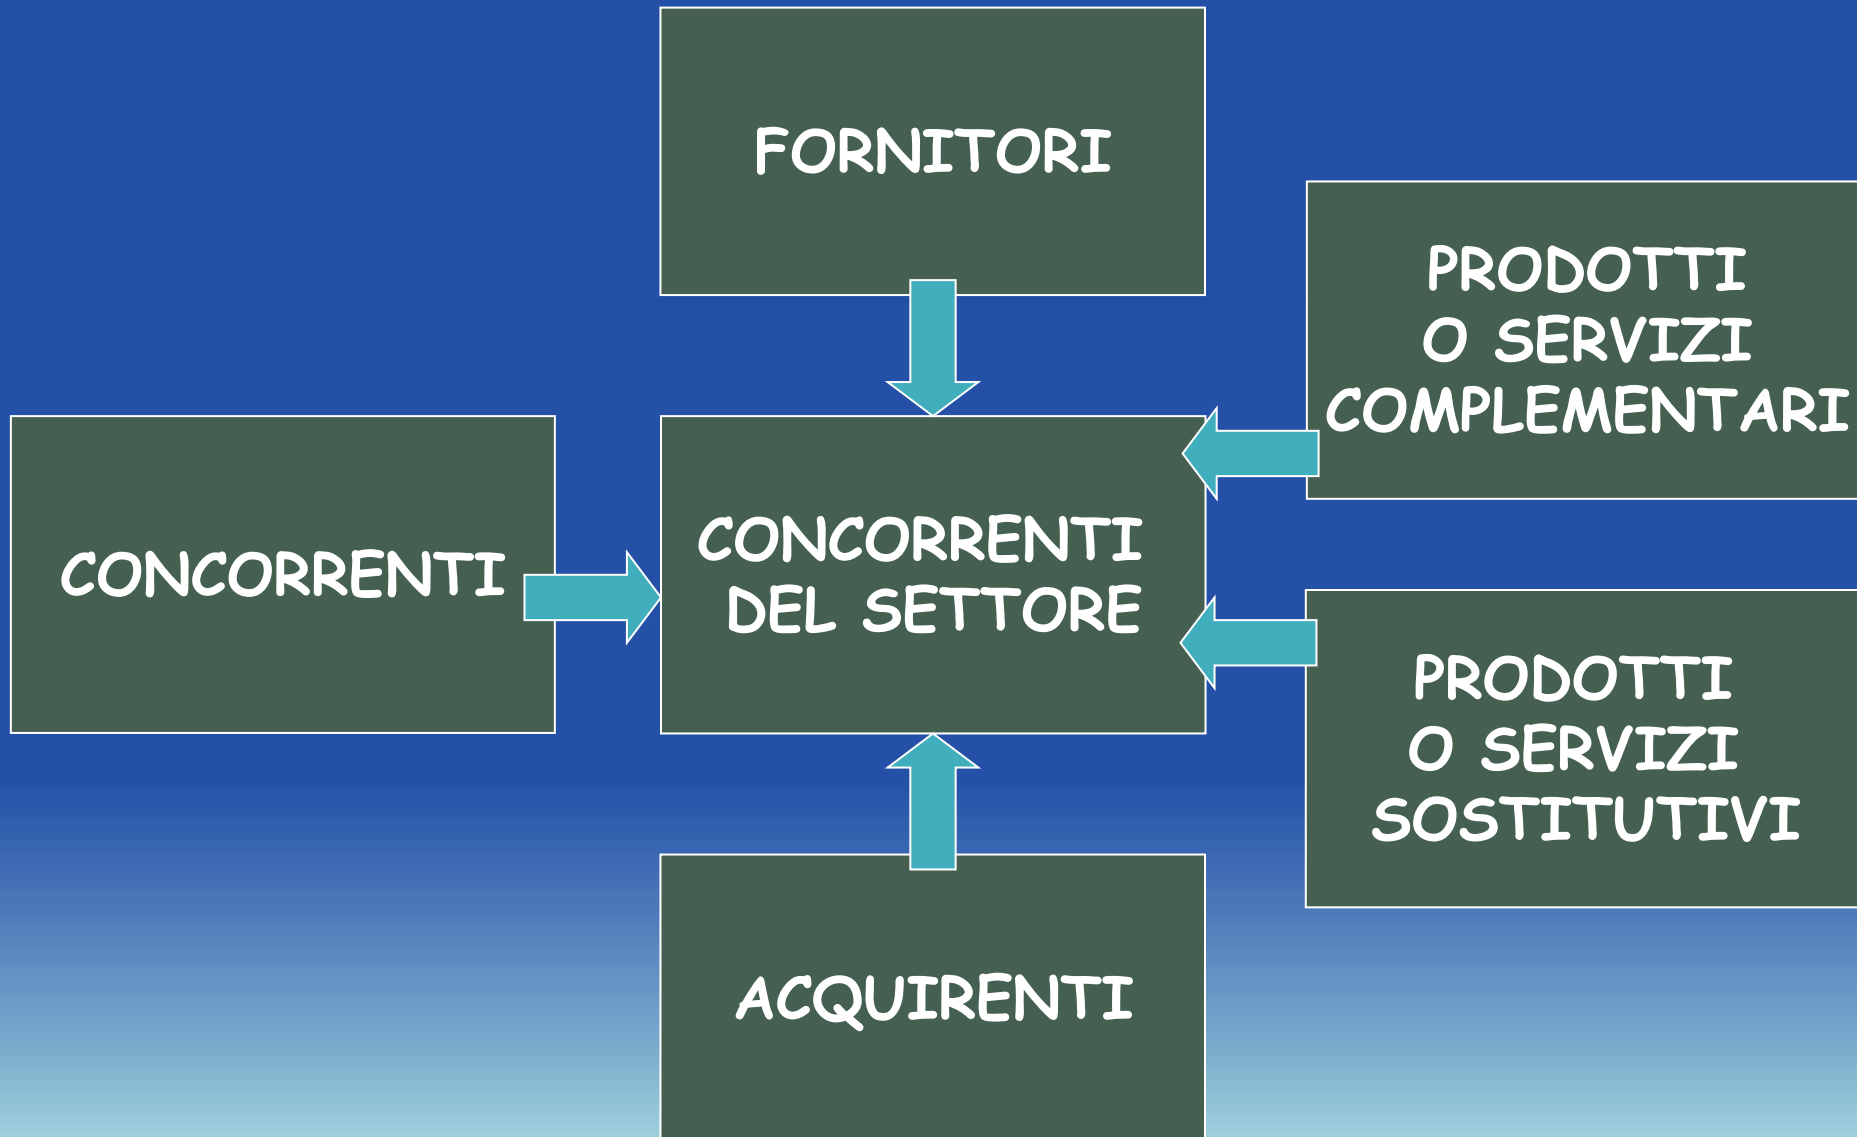 FORNITORI
PRODOTTI
O SERVIZI
COMPLEMENTARI
CONCORRENTI
CONCORRENTI
DEL SETTORE
PRODOTTI
O SERVIZI
SOSTITUTIVI
ACQUIRENTI